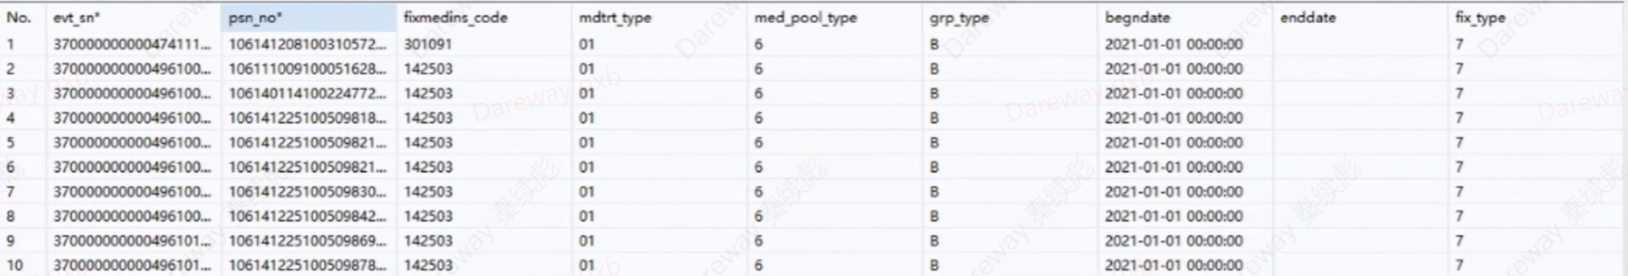 No. evt_sn* psn_no* fixmedins_code mdtrt_type med_pool_type grp_type begndate enddate fix_type
1 370000000000474111... 106141208100310572... 301091 01 6 B 2021-01-01 00:00:00 7
2 370000000000496100... 106111009100051628... 142503 01 6 B 2021-01-01 00:00:00 7
3 370000000000496100... 106140114100224772... 142503 01 6 B 2021-01-01 00:00:00 7
4 370000000000496100... 106141225100509818... 142503 01 6 B 2021-01-01 00:00:00 7
5 370000000000496100... 106141225100509821... 142503 01 6 B 2021-01-01 00:00:00 7
6 370000000000496100... 106141225100509821... 142503 01 6 B 2021-01-01 00:00:00 7
7 370000000000496100... 106141225100509830... 142503 01 6 B 2021-01-01 00:00:00 7
8 370000000000496100... 106141225100509842... 142503 01 6 B 2021-01-01 00:00:00 7
9 370000000000496101... 106141225100509869... 142503 01 6 B 2021-01-01 00:00:00 7
10 370000000000496101... 106141225100509878... 142503 01 6 B 2021-01-01 00:00:00 7